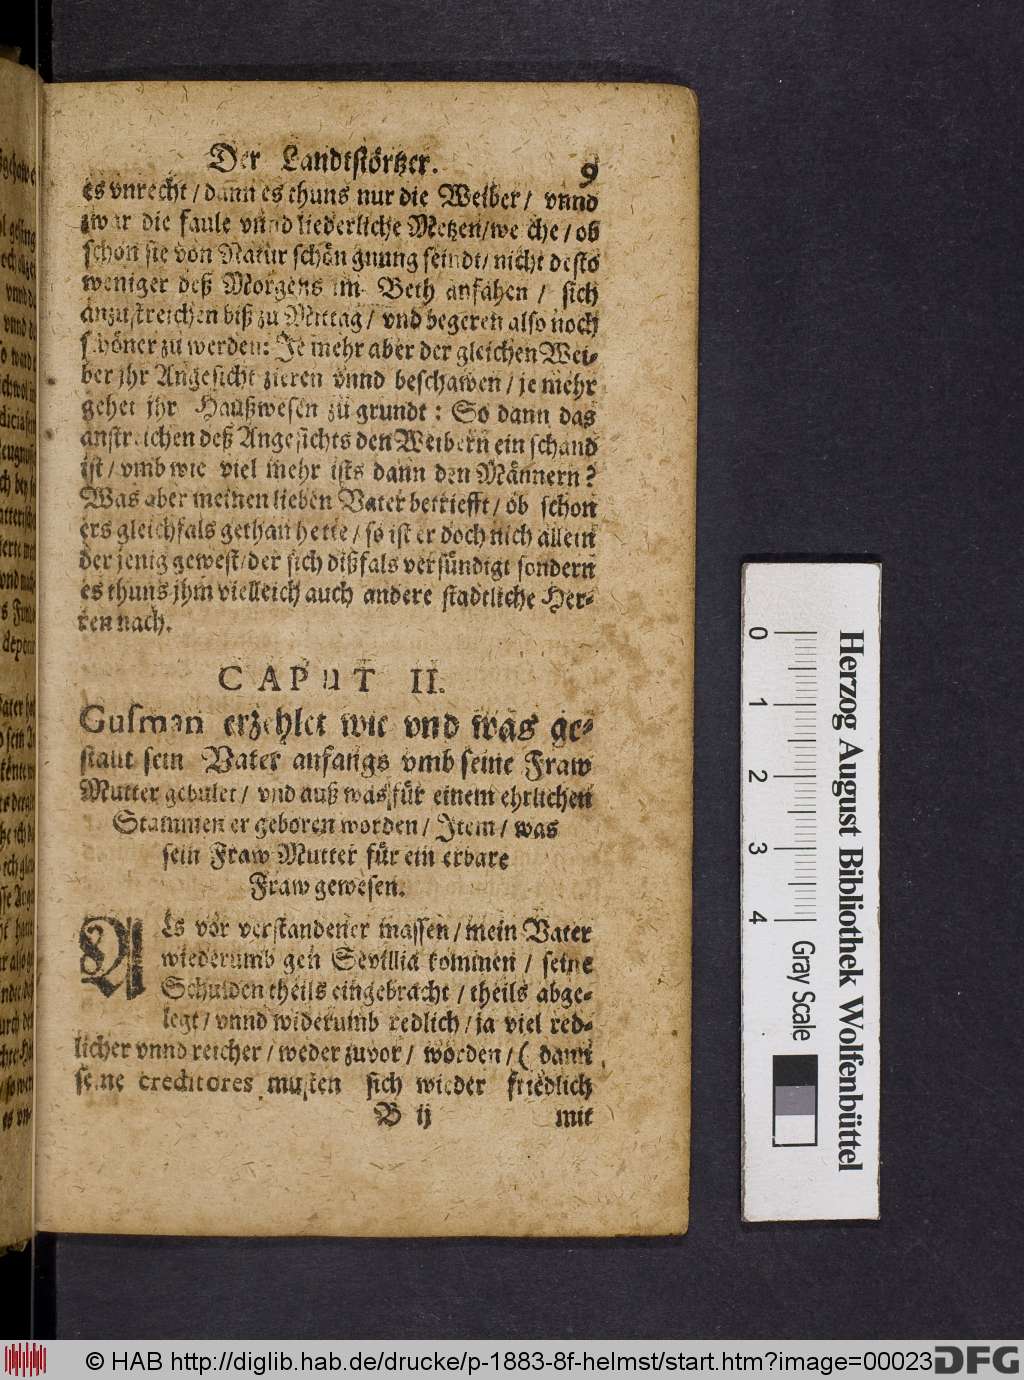 Der Landtstörtzer. 9
es vnrecht / dann es thuns nur die Weiber / vnnd
zwar die faule vnnd liederliche Metzen / weche / ob
schon sie von Natur schön gnung seindt / nicht desto
weniger deß Morgens im Beth anfahen / sich
anzustreichen biß zu Mittag / vnd begeren also noch
schöner zu werden: Je mehr aber der gleichen Wei-
ber jhr Angesicht zieren vnnd beschawen / je mehr
gehet jhr Haußwesen zu grundt: So dann das
anstreichen deß Angesichts den Weibern ein schand
ist / vmb wie viel mehr ists dann den Männern?
Was aber meinen lieben Vater betriefft / ob schon
ers gleichfals gethan hette / so ist er doch nich allein
der jenig gewest / der sich dißfals versündigt sondern
es thuns jhm vielleich auch andere stadtliche Her-
ren nach.
CAPUT II.
Gusman erzehlet wie vnd was ge-
stalt sein Vater anfangs vmb seine Fraw
Mutter gebulet / vnd auß was für einem ehrlichen
Stammen er geboren worden / Item / was
sein Fraw Mutter für ein erbare
Fraw gewesen.
ALs vor verstandener massen / mein Vater
wiederumb gen Sevillia kommen / seine
Schulden theils eingebracht / theils abge-
legt / vnnd widerumb redlich / ja viel red-
licher vnnd reicher / weder zuvor / worden / ( dann
seine creditores musten sich wieder friedlich
B ij mit
0 1 2 3 4
Herzog August Bibliothek Wolfenbüttel
Gray Scale
© HAB http://diglib.hab.de/drucke/p-1883-8f-helmst/start.htm?image=00023
DFG